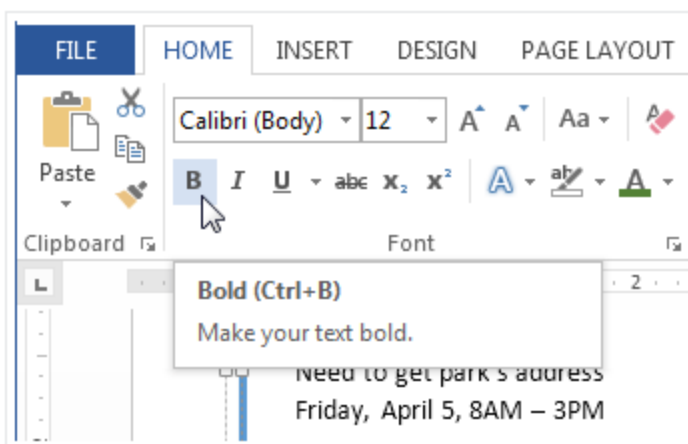 FILE HOME INSERT DESIGN PAGE LAYOUT
Calibri (Body) 12 A A Aa
Paste
B I U abc X₂ X² A ab A
Clipboard Font
L 2
Bold (Ctrl+B)
Make your text bold.
Need to get park's address
Friday, April 5, 8AM – 3PM